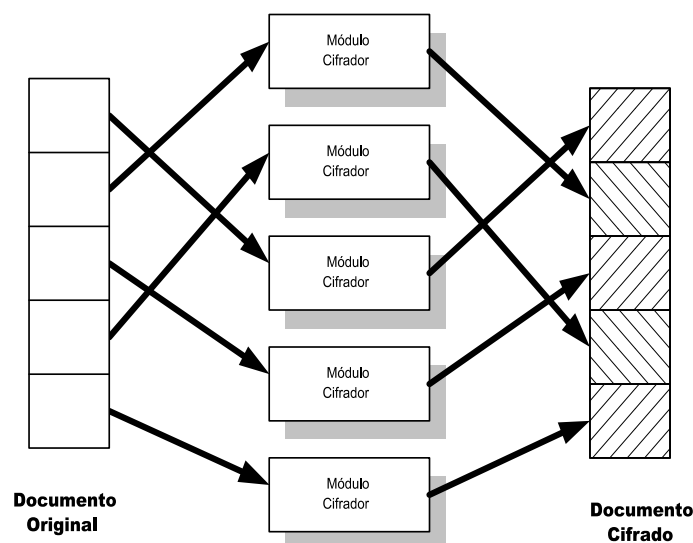 Módulo
Cifrador
Módulo
Cifrador
Módulo
Cifrador
Módulo
Cifrador
Módulo
Cifrador
Documento
Original
Documento
Cifrado